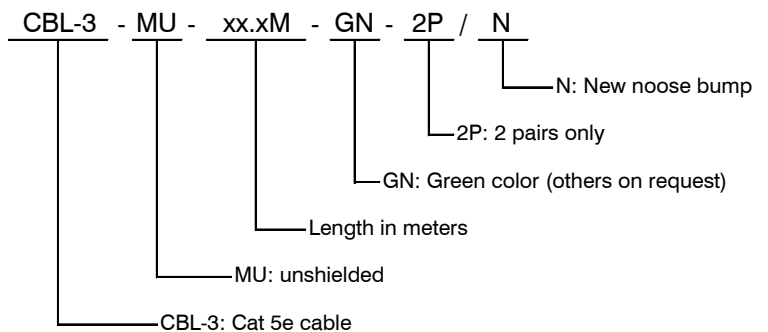 CBL-3 - MU - xx.xM - GN - 2P / N
N: New noose bump
2P: 2 pairs only
GN: Green color (others on request)
Length in meters
MU: unshielded
CBL-3: Cat 5e cable